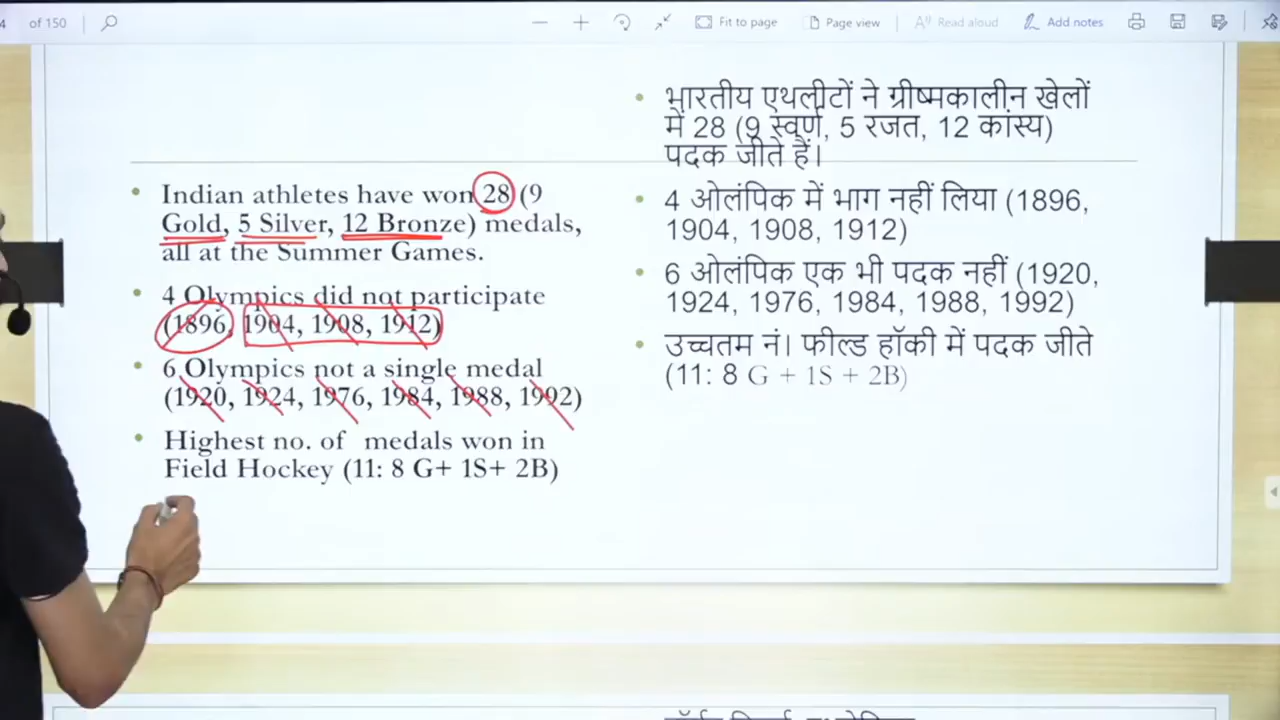 4 of 150
Fit to page
Page view
Read aloud
Add notes
Indian athletes have won 28 (9
Gold, 5 Silver, 12 Bronze) medals,
all at the Summer Games.
4 Olympics did not participate
(1896, 1904, 1908, 1912)
6 Olympics not a single medal
(1920, 1924, 1976, 1984, 1988, 1992)
Highest no. of medals won in
Field Hockey (11: 8 G+ 1S+ 2B)
भारतीय एथलीटों ने ग्रीष्मकालीन खेलों
में 28 (9 स्वर्ण, 5 रजत, 12 कांस्य)
पदक जीते हैं।
4 ओलंपिक में भाग नहीं लिया (1896,
1904, 1908, 1912)
6 ओलंपिक एक भी पदक नहीं (1920,
1924, 1976, 1984, 1988, 1992)
उच्चतम नं। फील्ड हॉकी में पदक जीते
(11: 8 G + 1S + 2B)